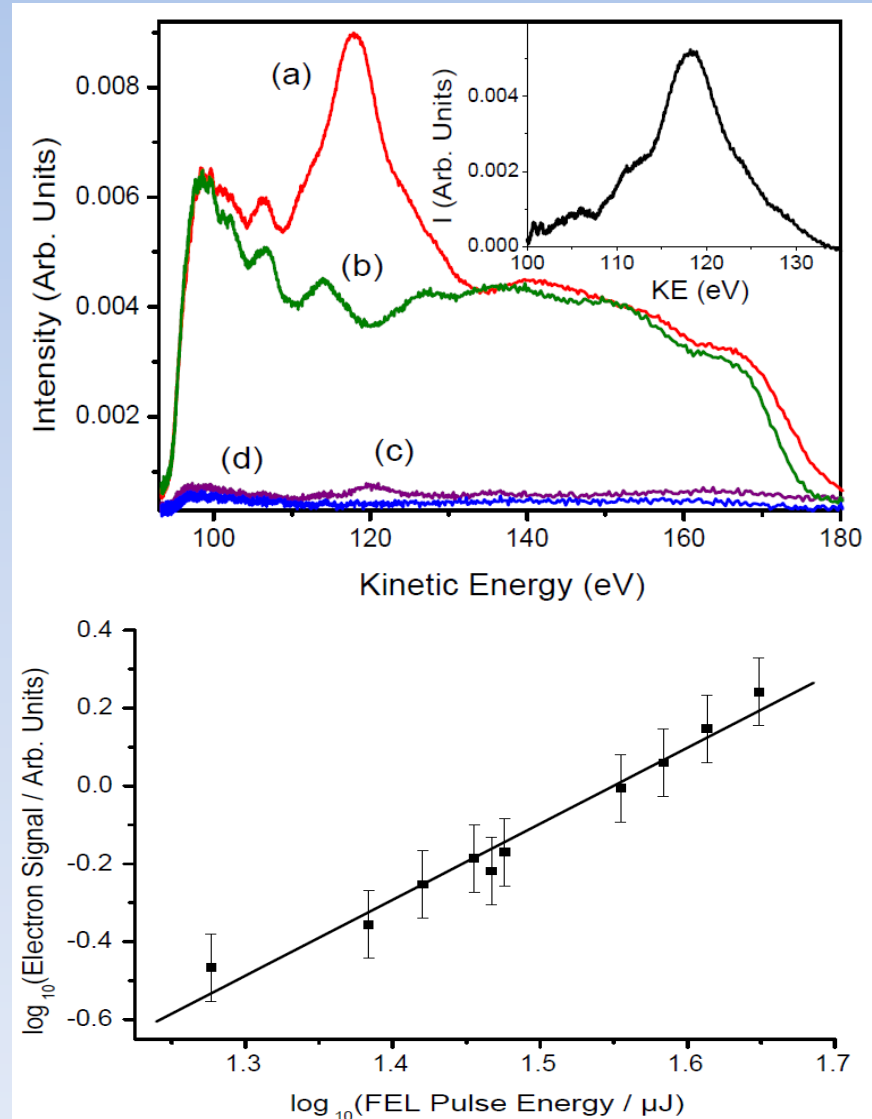 (a)
(b)
(c)
(d)
0.008
0.006
0.004
0.002
Intensity (Arb. Units)
100
120
140
160
180
Kinetic Energy (eV)
0.004
0.002
0.000
I (Arb. Units)
100
110
120
130
KE (eV)
0.4
0.2
0.0
-0.2
-0.4
-0.6
log10(Electron Signal / Arb. Units)
1.3
1.4
1.5
1.6
1.7
log10(FEL Pulse Energy / µJ)